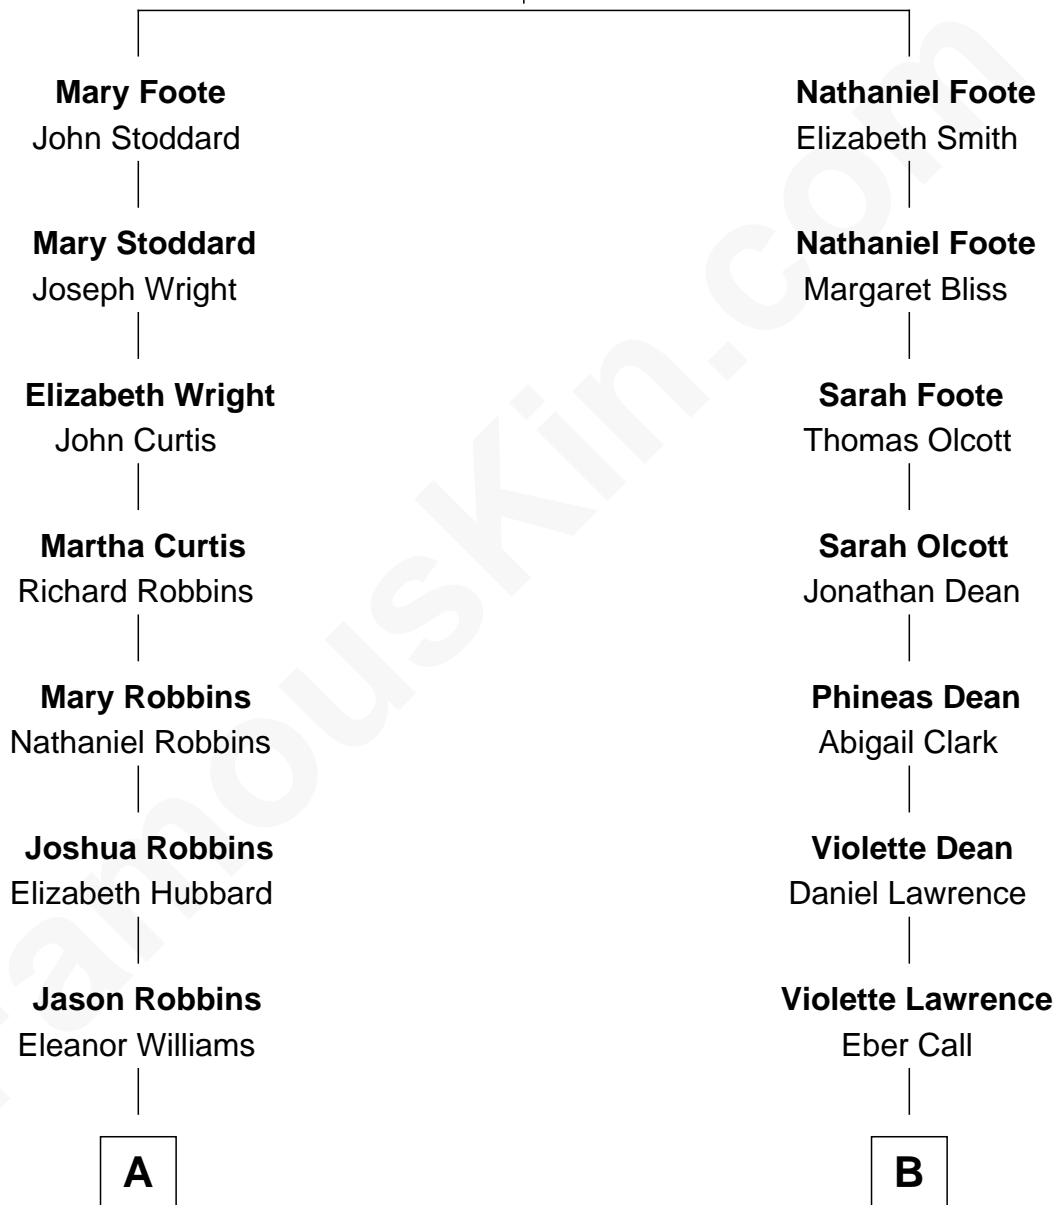 Mary Foote
John Stoddard
Mary Stoddard
Joseph Wright
Elizabeth Wright
John Curtis
Martha Curtis
Richard Robbins
Mary Robbins
Nathaniel Robbins
Joshua Robbins
Elizabeth Hubbard
Jason Robbins
Eleanor Williams
A
Nathaniel Foote
Elizabeth Smith
Nathaniel Foote
Margaret Bliss
Sarah Foote
Thomas Olcott
Sarah Olcott
Jonathan Dean
Phineas Dean
Abigail Clark
Violette Dean
Daniel Lawrence
Violette Lawrence
Eber Call
B
FamousKin.com